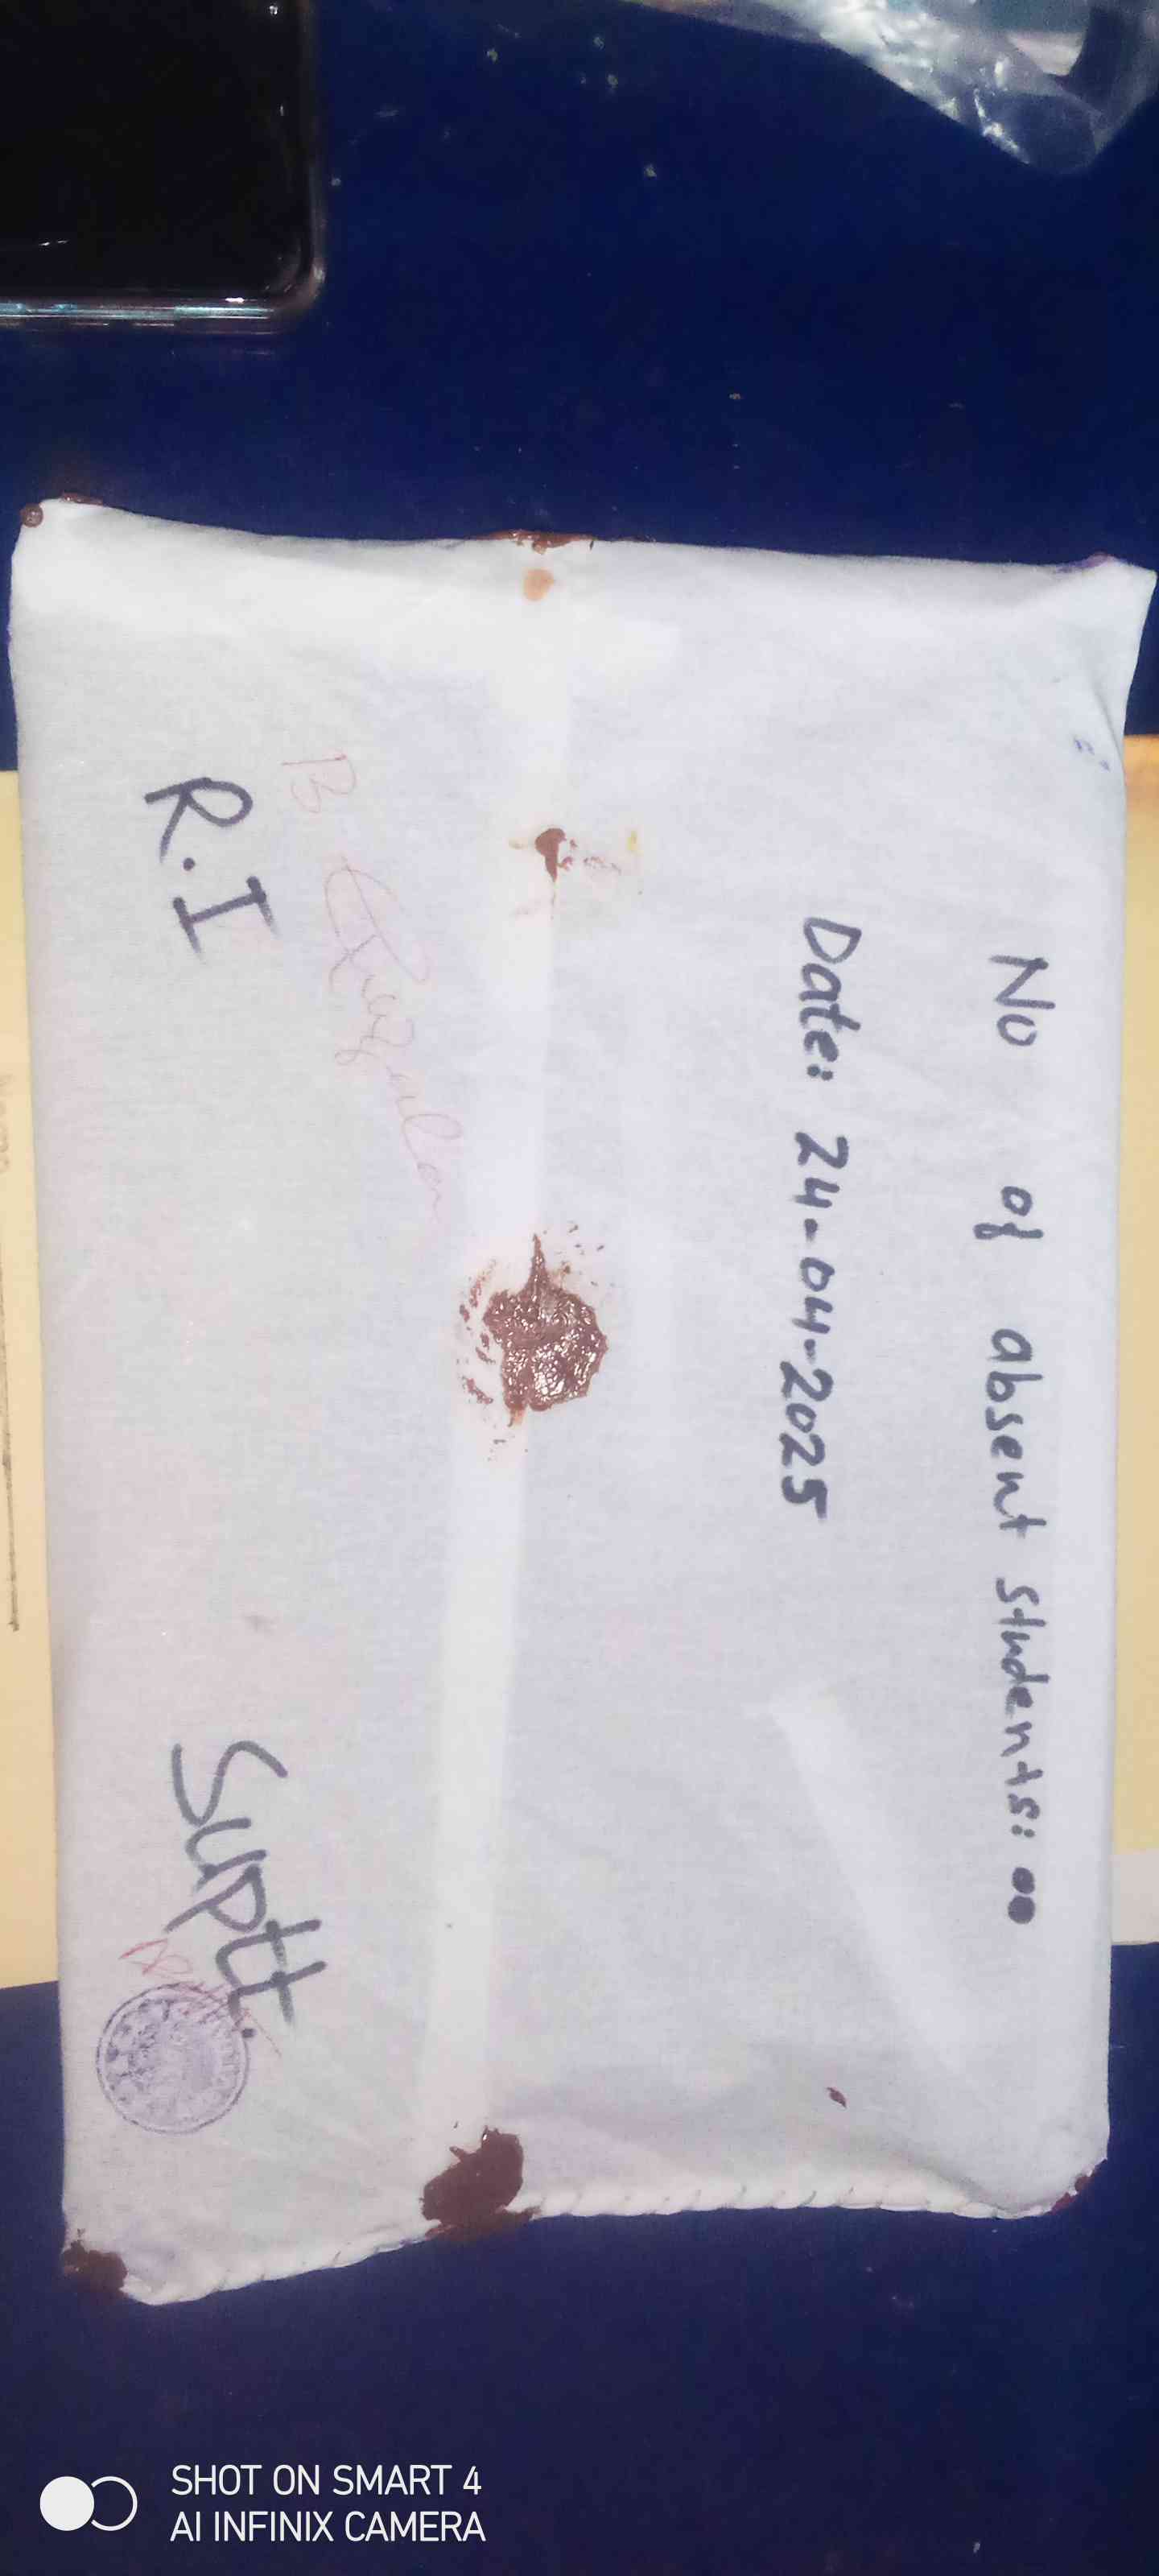 No of absent students: 00
Date: 24-04-2025
R.I
Suptt.
SHOT ON SMART 4
AI INFINIX CAMERA